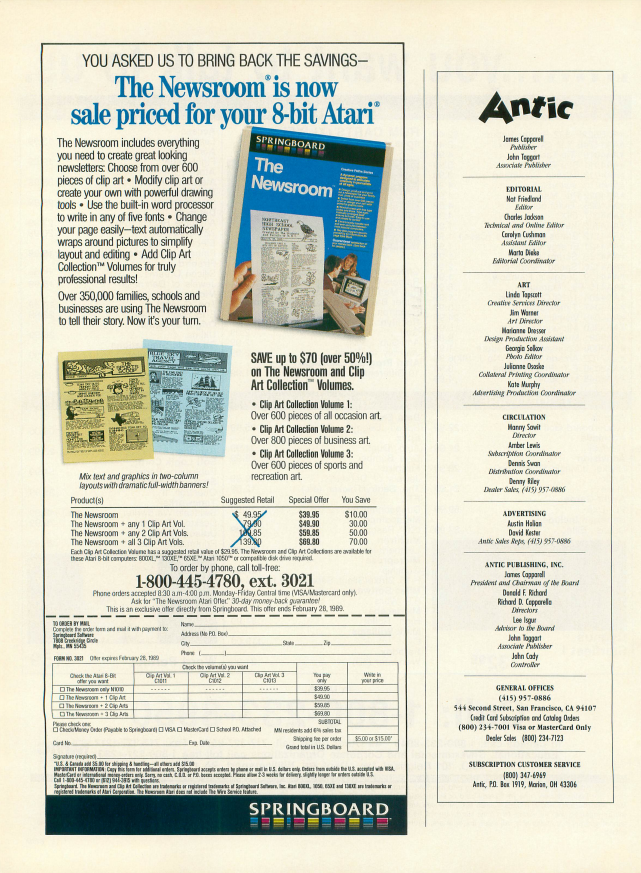 YOU ASKED US TO BRING BACK THE SAVINGS—
The Newsroom® is now
sale priced for your 8-bit Atari®
The Newsroom includes everything
you need to create great looking
newsletters: Choose from over 600
pieces of clip art • Modify clip art or
create your own with powerful drawing
tools • Use the built-in word processor
to write in any of five fonts • Change
your page easily—text automatically
wraps around pictures to simplify
layout and editing • Add Clip Art
Collection™ Volumes for truly
professional results!
Over 350,000 families, schools and
businesses are using The Newsroom
to tell their story. Now it's your turn.
SPRINGBOARD
The
Newsroom™
NORTHEAST
HIGH SCHOOL
NEWSPAPER
SAVE up to $70 (over 50%!)
on The Newsroom and Clip
Art Collection™ Volumes.
• Clip Art Collection Volume 1:
Over 600 pieces of all occasion art.
• Clip Art Collection Volume 2:
Over 800 pieces of business art.
• Clip Art Collection Volume 3:
Over 600 pieces of sports and
recreation art.
Mix text and graphics in two-column
layouts with dramatic full-width banners!
Product(s) Suggested Retail Special Offer You Save
The Newsroom $ 49.95 $39.95 $10.00
The Newsroom + any 1 Clip Art Vol. 79.90 $49.90 30.00
The Newsroom + any 2 Clip Art Vols. 109.85 $59.85 50.00
The Newsroom + all 3 Clip Art Vols. 139.80 $69.80 70.00
Each Clip Art Collection Volume has a suggested retail value of $29.95. The Newsroom and Clip Art Collections are available for
these Atari 8-bit computers: 800XL,™ 130XE,™ 65XE.™ Atari 1050™ or compatible disk drive required.
To order by phone, call toll-free:
1-800-445-4780, ext. 3021
Phone orders accepted 8:30 a.m-4:00 p.m. Monday-Friday Central time (VISA/Mastercard only).
Ask for "The Newsroom Atari Offer." 30-day money-back guarantee!
This is an exclusive offer directly from Springboard. This offer ends February 28, 1989.
TO ORDER BY MAIL
Complete the order form and mail it with payment to:
Springboard Software
7808 Creekridge Circle
Mpls., MN 55435
FORM NO. 3021 Offer expires February 28, 1989
Name
Address (No P.O. Box)
City State Zip
Phone ( )
Check the volume(s) you want
Check the Atari 8-Bit offer you want
Clip Art Vol. 1 C1011
Clip Art Vol. 2 C1012
Clip Art Vol. 3 C1013
You pay only
Write in your price
☐ The Newsroom only N1010 ------ ------ ------ $39.95
☐ The Newsroom + 1 Clip Art $49.90
☐ The Newsroom + 2 Clip Arts $59.85
☐ The Newsroom + 3 Clip Arts $69.80
Please check one: SUBTOTAL
☐ Check/Money Order (Payable to Springboard) ☐ VISA ☐ MasterCard ☐ School P.O. Attached MN residents add 6% sales tax
Shipping fee per order $5.00 or $15.00*
Card No. Exp. Date Grand total in U.S. Dollars
Signature (required)
*U.S. & Canada add $5.00 for shipping & handling—all others add $15.00
IMPORTANT INFORMATION: Copy this form for additional orders. Springboard accepts orders by phone or mail in U.S. dollars only. Orders from outside the U.S. accepted with VISA,
MasterCard or international money-orders only. Sorry, no cash, C.O.D. or P.O. boxes accepted. Please allow 2-3 weeks for delivery, slightly longer for orders outside U.S.
Call 1-800-445-4780 or (612) 944-3915 with questions.
Springboard, The Newsroom and Clip Art Collection are trademarks or registered trademarks of Springboard Software, Inc. Atari 800XL, 1050, 65XE and 130XE are trademarks or
registered trademarks of Atari Corporation. The Newsroom Atari does not include The Wire Service feature.
SPRINGBOARD
Antic
James Capparell
Publisher
John Taggart
Associate Publisher
EDITORIAL
Nat Friedland
Editor
Charles Jackson
Technical and Online Editor
Carolyn Cushman
Assistant Editor
Marta Dieke
Editorial Coordinator
ART
Linda Tapscott
Creative Services Director
Jim Warner
Art Director
Marianne Dresser
Design Production Assistant
Georgia Selkov
Photo Editor
Julianne Ososke
Collateral Printing Coordinator
Kate Murphy
Advertising Production Coordinator
CIRCULATION
Manny Sawit
Director
Amber Lewis
Subscription Coordinator
Dennis Swan
Distribution Coordinator
Denny Riley
Dealer Sales, (415) 957-0886
ADVERTISING
Austin Halian
David Kester
Antic Sales Reps, (415) 957-0886
ANTIC PUBLISHING, INC.
James Capparell
President and Chairman of the Board
Donald F. Richard
Richard D. Capparella
Directors
Lee Isgur
Advisor to the Board
John Taggart
Associate Publisher
John Cady
Controller
GENERAL OFFICES
(415) 957-0886
544 Second Street, San Francisco, CA 94107
Credit Card Subscription and Catalog Orders
(800) 234-7001 Visa or MasterCard Only
Dealer Sales (800) 234-7123
SUBSCRIPTION CUSTOMER SERVICE
(800) 347-6969
Antic, P.O. Box 1919, Marion, OH 43306